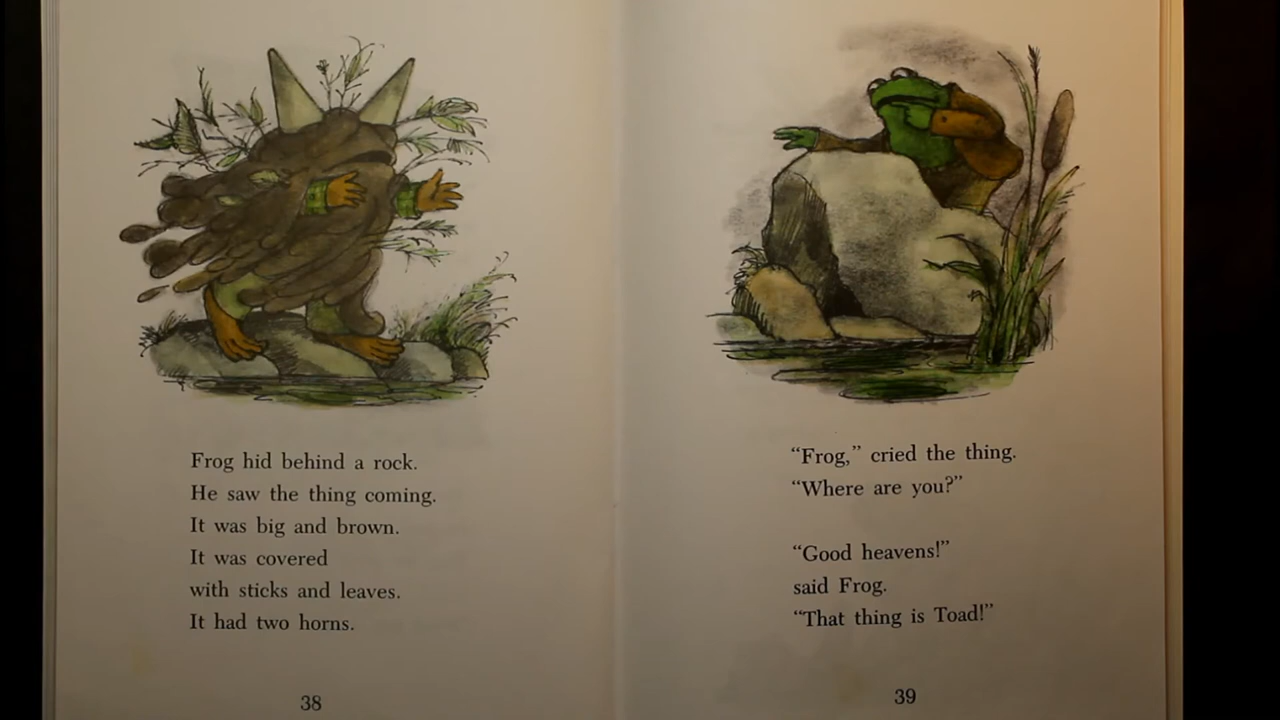 Frog hid behind a rock.
He saw the thing coming.
It was big and brown.
It was covered
with sticks and leaves.
It had two horns.
38
“Frog,” cried the thing.
“Where are you?”
“Good heavens!”
said Frog.
“That thing is Toad!”
39